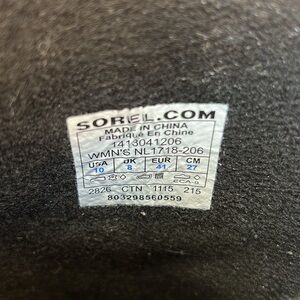 SOREL.COM
MADE IN CHINA
Fabriqué En Chine
1413041206
WMN'S NL1718-206
USA UK EUR CM
10 8 41 27
2826 CTN 1115 215
803298560559